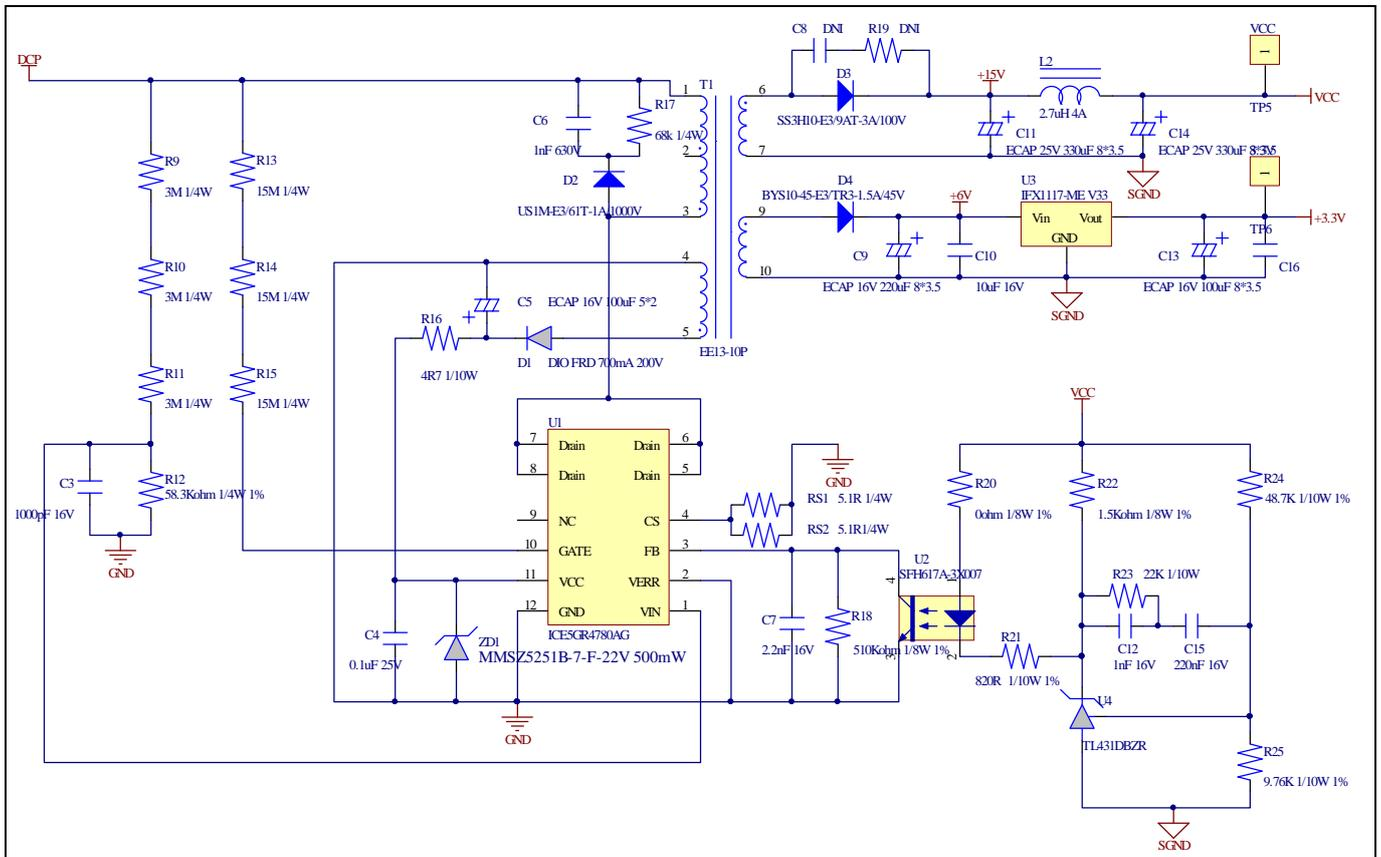 DCP
C8 DNI R19 DNI
VCC
1
T1
D3
+15V
L2
VCC
TP5
2.7uH 4A
SS3H10-E3/9AT-3A/100V
C11
ECAP 25V 330uF 8*3.5
C14
ECAP 25V 330uF 8*3.5
3.3V
SGND
1
6
7
1
2
3
4
5
9
10
R17
68k 1/4W
C6
1nF 630V
D2
US1M-E3/61T-1A/1000V
D4
BYS10-45-E3/TR3-1.5A/45V
+6V
U3
IFX1117-ME V33
Vin Vout
GND
+3.3V
TP6
C9
ECAP 16V 220uF 8*3.5
C10
10uF 16V
C13
ECAP 16V 100uF 8*3.5
C16
SGND
R9
3M 1/4W
R13
15M 1/4W
R10
3M 1/4W
R14
15M 1/4W
R11
3M 1/4W
R15
15M 1/4W
C5 ECAP 16V 100uF 5*2
R16
4R7 1/10W
D1 DIO FRD 700mA 200V
EE13-10P
C3
1000pF 16V
R12
58.3Kohm 1/4W 1%
GND
U1
7 Drain Drain 6
8 Drain Drain 5
9 NC CS 4
10 GATE FB 3
11 VCC VERR 2
12 GND VIN 1
ICE5GR4780AG
GND
RS1 5.1R 1/4W
RS2 5.1R1/4W
C4
0.1uF 25V
ZD1
MMSZ5251B-7-F-22V 500mW
GND
C7
2.2nF 16V
R18
510Kohm 1/8W 1%
U2
SFH617A-3X007
4
1
3
2
VCC
R20
0ohm 1/8W 1%
R22
1.5Kohm 1/8W 1%
R24
48.7K 1/10W 1%
R23 22K 1/10W
C12
1nF 16V
C15
220nF 16V
R21
820R 1/10W 1%
U4
TL431DBZR
R25
9.76K 1/10W 1%
SGND